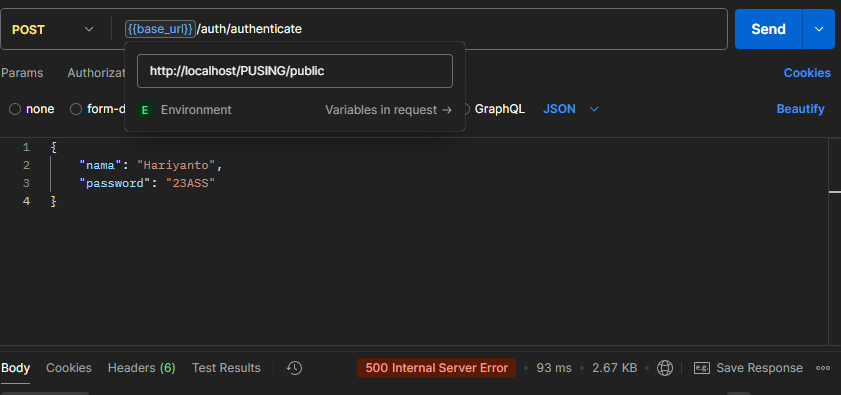 POST {{base_url}}/auth/authenticate Send
http://localhost/PUSING/public
Params Authorizat Cookies
E Environment Variables in request →
none form-d GraphQL JSON Beautify
1 {
2 "nama": "Hariyanto",
3 "password": "23ASS"
4 }
Body Cookies Headers (6) Test Results 500 Internal Server Error • 93 ms • 2.67 KB • e.g. Save Response